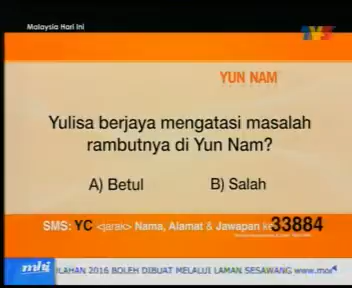 Malaysia Hari Ini
TV3
YUN NAM
Yulisa berjaya mengatasi masalah
rambutnya di Yun Nam?
A) Betul
B) Salah
SMS: YC <jarak> Nama, Alamat & Jawapan ke 33884
mhi
ILAHAN 2016 BOLEH DIBUAT MELALUI LAMAN SESAWANG www.moe